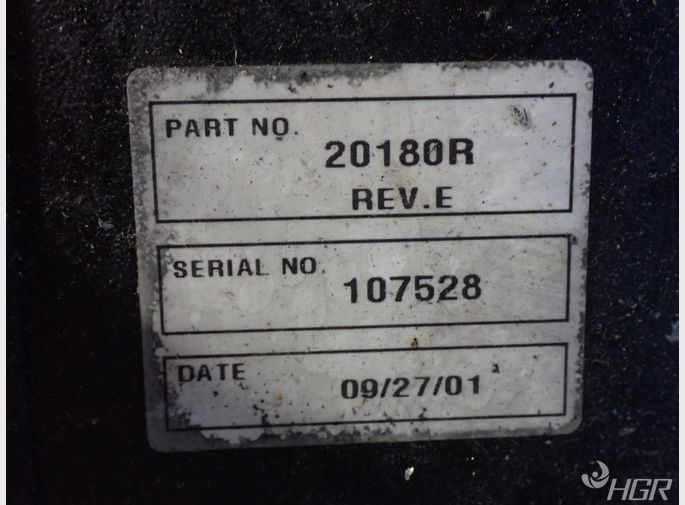 PART NO.
20180R
REV.E
SERIAL NO.
107528
DATE
09/27/01
HGR